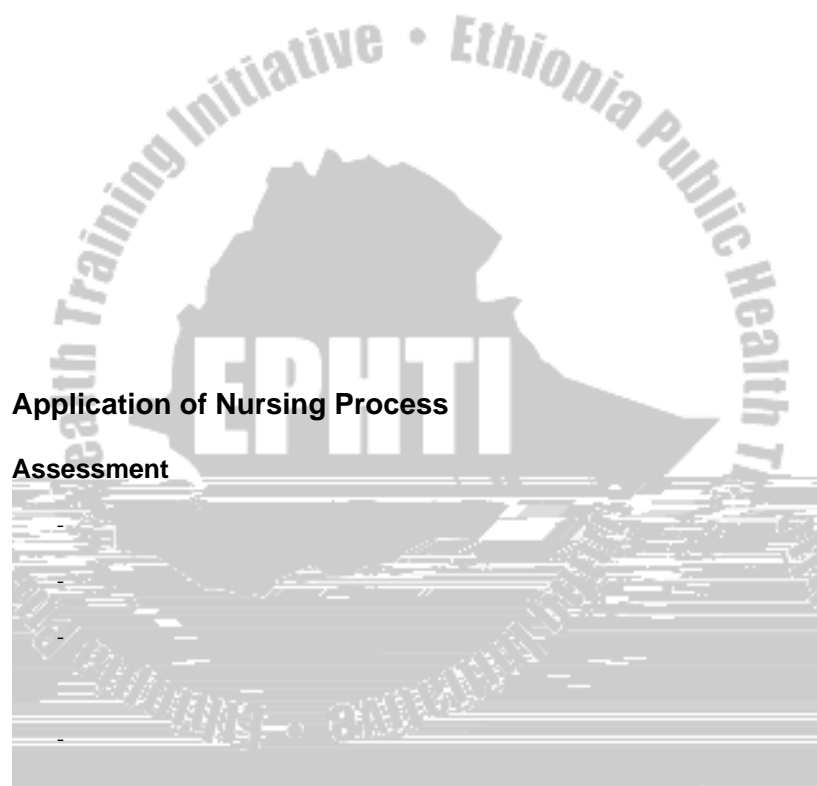 Ethiopia Public Health Training Initiative •
EPHTI
Application of Nursing Process
Assessment
-
-
-
-